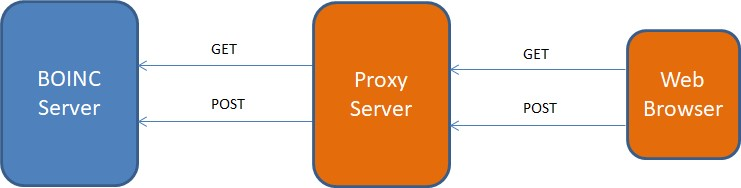 BOINC
Server
GET
POST
Proxy
Server
GET
POST
Web
Browser